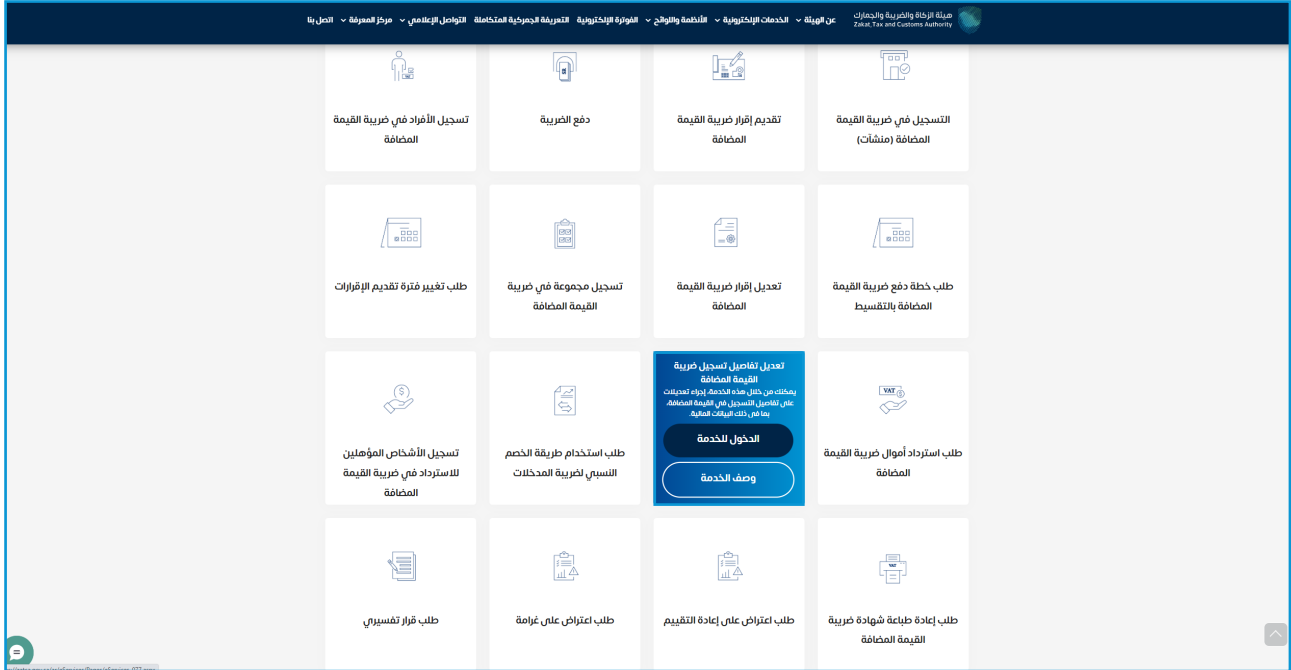 هيئة الزكاة والضريبة والجمارك
Zakat, Tax and Customs Authority
عن الهيئة
الخدمات الإلكترونية
الأنظمة واللوائح
الفوترة الإلكترونية
التعريفة الجمركية المتكاملة
التواصل الإعلامي
مركز المعرفة
اتصل بنا
التسجيل في ضريبة القيمة
المضافة (منشآت)
تقديم إقرار ضريبة القيمة
المضافة
دفع الضريبة
تسجيل الأفراد في ضريبة القيمة
المضافة
طلب خطة دفع ضريبة القيمة
المضافة بالتقسيط
تعديل إقرار ضريبة القيمة
المضافة
تسجيل مجموعة في ضريبة
القيمة المضافة
طلب تغيير فترة تقديم الإقرارات
VAT
طلب استرداد أموال ضريبة القيمة
المضافة
تعديل تفاصيل تسجيل ضريبة
القيمة المضافة
يمكنك من خلال هذه الخدمة، إجراء تعديلات
على تفاصيل التسجيل في القيمة المضافة،
بما في ذلك البيانات المالية.
الدخول للخدمة
وصف الخدمة
طلب استخدام طريقة الخصم
النسبي لضريبة المدخلات
تسجيل الأشخاص المؤهلين
للاسترداد في ضريبة القيمة
المضافة
VAT
طلب إعادة طباعة شهادة ضريبة
القيمة المضافة
طلب اعتراض على إعادة التقييم
طلب اعتراض على غرامة
طلب قرار تفسيري